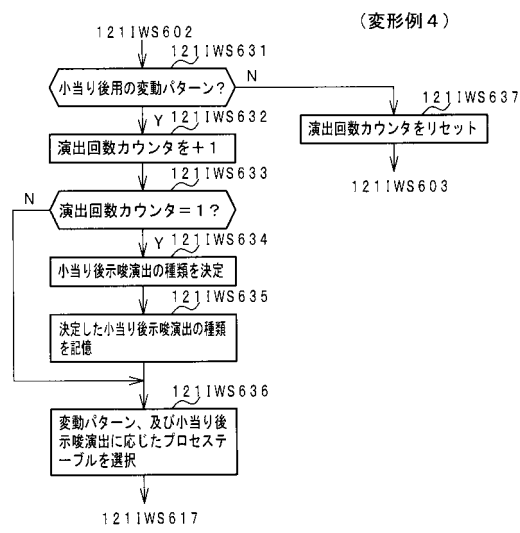 (変形例4)
121IWS602
121IWS631
小当り後用の変動パターン?
N
Y
121IWS637
演出回数カウンタをリセット
121IWS603
121IWS632
演出回数カウンタを+1
121IWS633
演出回数カウンタ=1?
N
Y
121IWS634
小当り後示唆演出の種類を決定
121IWS635
決定した小当り後示唆演出の種類
を記憶
121IWS636
変動パターン、及び小当り後
示唆演出に応じたプロセステ
ーブルを選択
121IWS617